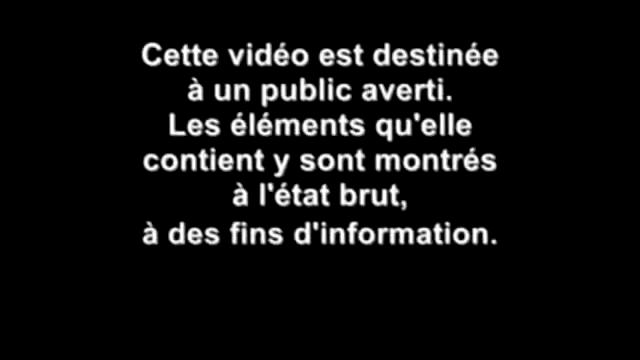 Cette vidéo est destinée
à un public averti.
Les éléments qu'elle
contient y sont montrés
à l'état brut,
à des fins d'information.